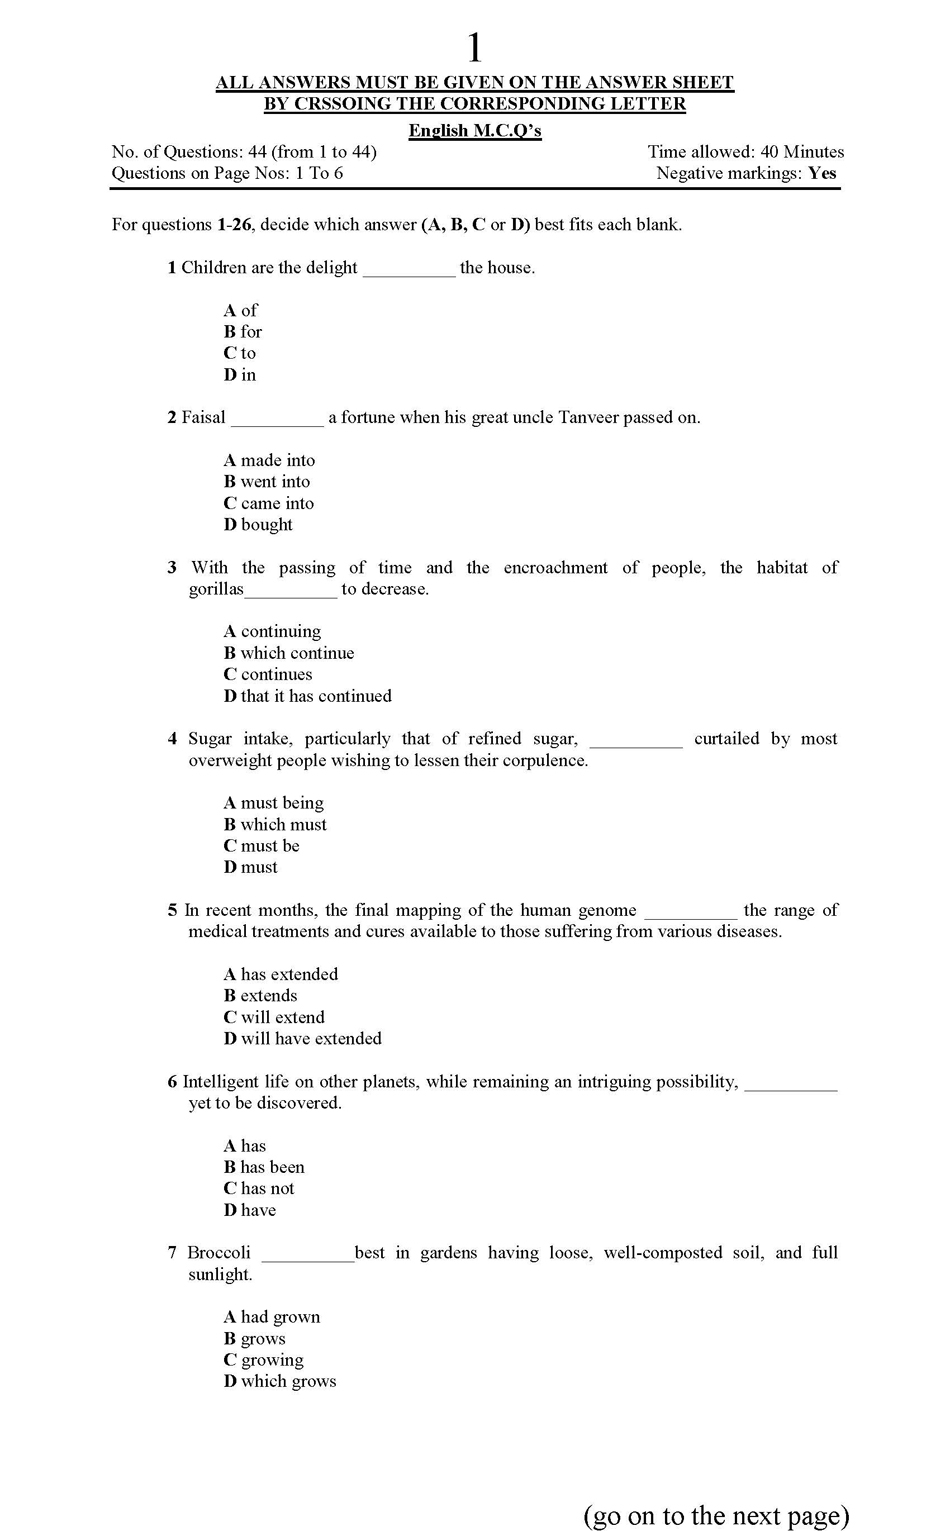 1
ALL ANSWERS MUST BE GIVEN ON THE ANSWER SHEET
BY CRSSOING THE CORRESPONDING LETTER
English M.C.Q's
No. of Questions: 44 (from 1 to 44) Time allowed: 40 Minutes
Questions on Page Nos: 1 To 6 Negative markings: Yes
For questions 1-26, decide which answer (A, B, C or D) best fits each blank.
1 Children are the delight __________ the house.
A of
B for
C to
D in
2 Faisal __________ a fortune when his great uncle Tanveer passed on.
A made into
B went into
C came into
D bought
3 With the passing of time and the encroachment of people, the habitat of
gorillas__________ to decrease.
A continuing
B which continue
C continues
D that it has continued
4 Sugar intake, particularly that of refined sugar, __________ curtailed by most
overweight people wishing to lessen their corpulence.
A must being
B which must
C must be
D must
5 In recent months, the final mapping of the human genome __________ the range of
medical treatments and cures available to those suffering from various diseases.
A has extended
B extends
C will extend
D will have extended
6 Intelligent life on other planets, while remaining an intriguing possibility, __________
yet to be discovered.
A has
B has been
C has not
D have
7 Broccoli __________best in gardens having loose, well-composted soil, and full
sunlight.
A had grown
B grows
C growing
D which grows
(go on to the next page)